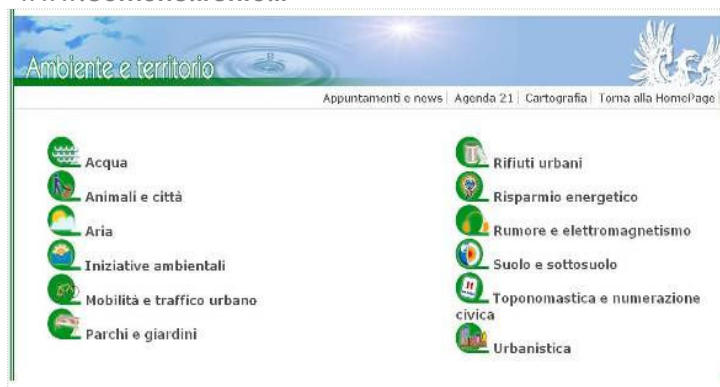 Ambiente e territorio
Appuntamenti e news | Agenda 21 | Cartografia | Torna alla HomePage
Acqua
Animali e città
Aria
Iniziative ambientali
Mobilità e traffico urbano
Parchi e giardini
Rifiuti urbani
Risparmio energetico
Rumore e elettromagnetismo
Suolo e sottosuolo
Toponomastica e numerazione
civica
Urbanistica